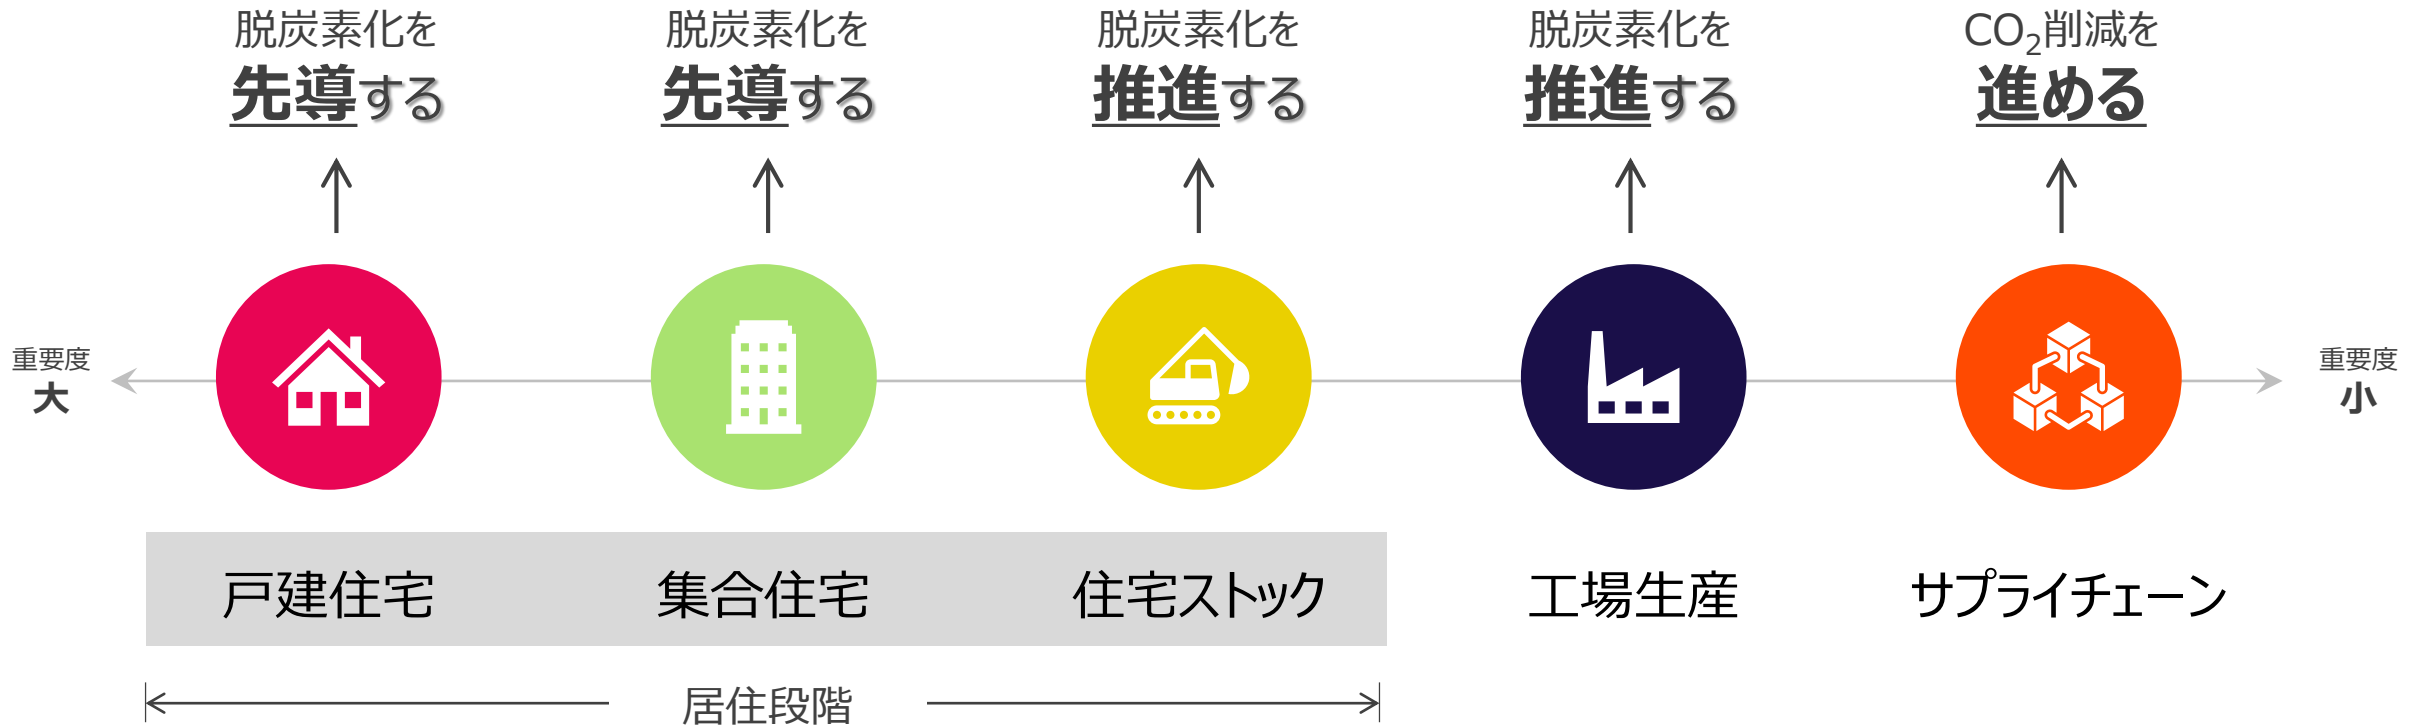 脱炭素化を
先導する
脱炭素化を
先導する
脱炭素化を
推進する
脱炭素化を
推進する
CO₂削減を
進める
重要度
大
重要度
小
戸建住宅
集合住宅
住宅ストック
工場生産
サプライチェーン
居住段階